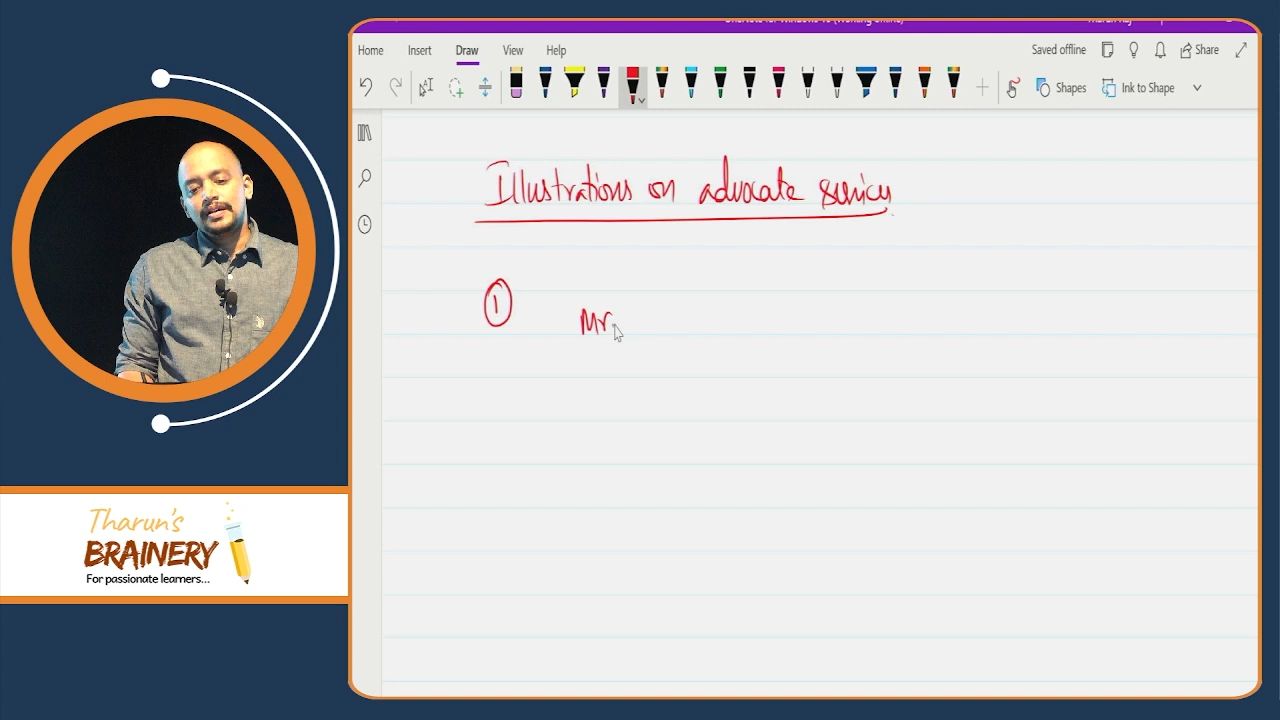 Home Insert Draw View Help
Saved offline Share
Shapes Ink to Shape
Illustrations on advocate services
1 Mr
Tharun's
BRAINERY
For passionate learners...